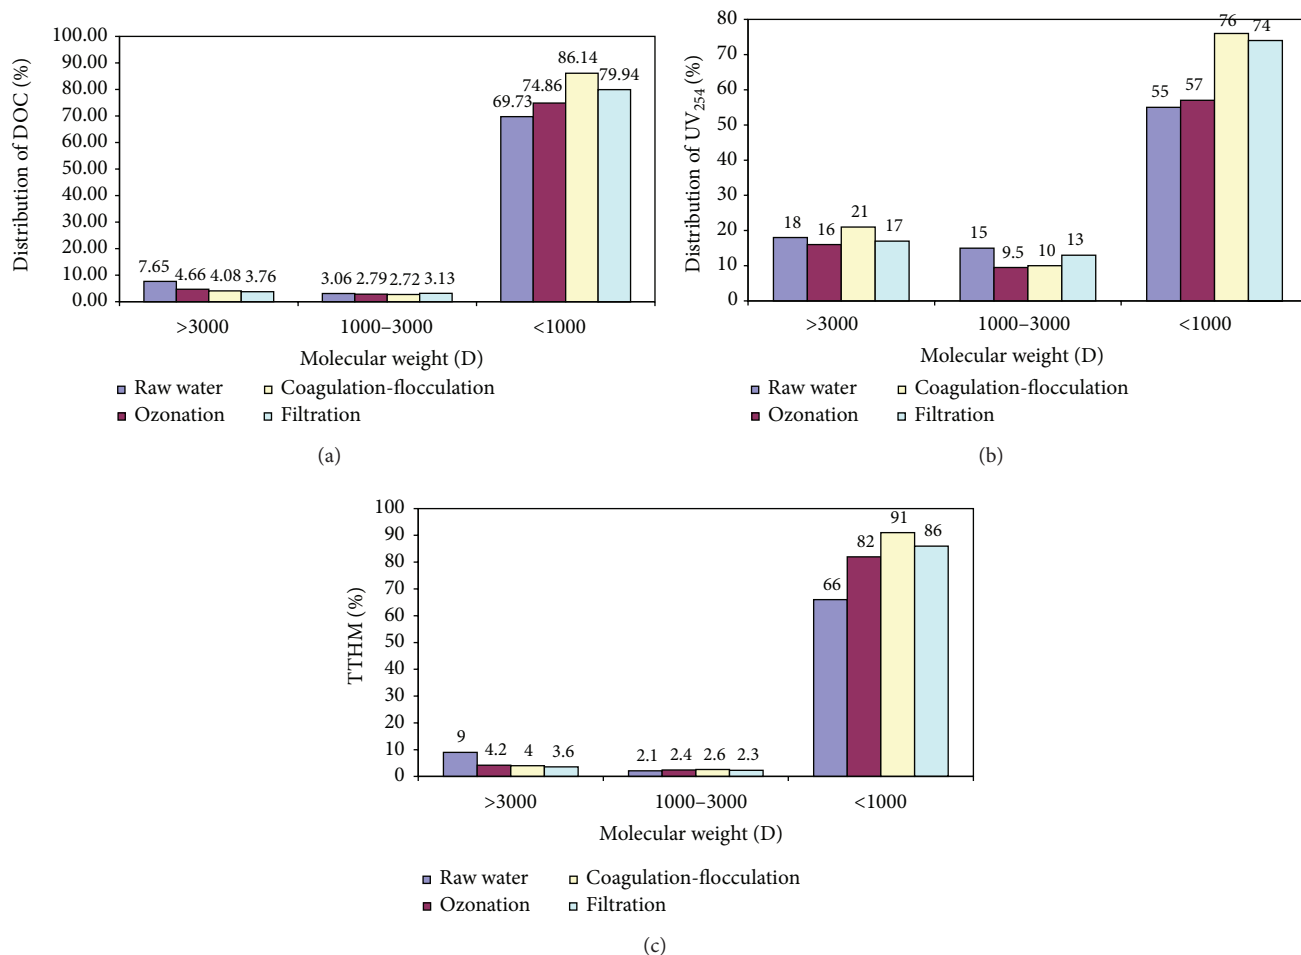 Distribution of DOC (%)
100.00
90.00
80.00
70.00
60.00
50.00
40.00
30.00
20.00
10.00
0.00
7.65 4.66 4.08 3.76
3.06 2.79 2.72 3.13
69.73 74.86 86.14 79.94
>3000 1000–3000 <1000
Molecular weight (D)
Raw water Coagulation-flocculation
Ozonation Filtration
(a)
Distribution of UV254 (%)
80
70
60
50
40
30
20
10
0
18 16 21 17
15 9.5 10 13
55 57 76 74
>3000 1000–3000 <1000
Molecular weight (D)
Raw water Coagulation-flocculation
Ozonation Filtration
(b)
TTHM (%)
100
90
80
70
60
50
40
30
20
10
0
9 4.2 4 3.6
2.1 2.4 2.6 2.3
66 82 91 86
>3000 1000–3000 <1000
Molecular weight (D)
Raw water Coagulation-flocculation
Ozonation Filtration
(c)